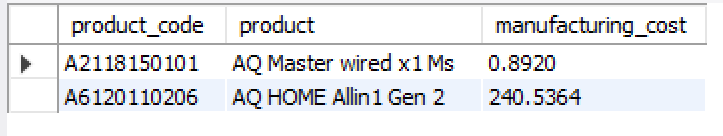 product_code product manufacturing_cost
A2118150101 AQ Master wired x1 Ms 0.8920
A6120110206 AQ HOME Allin1 Gen 2 240.5364